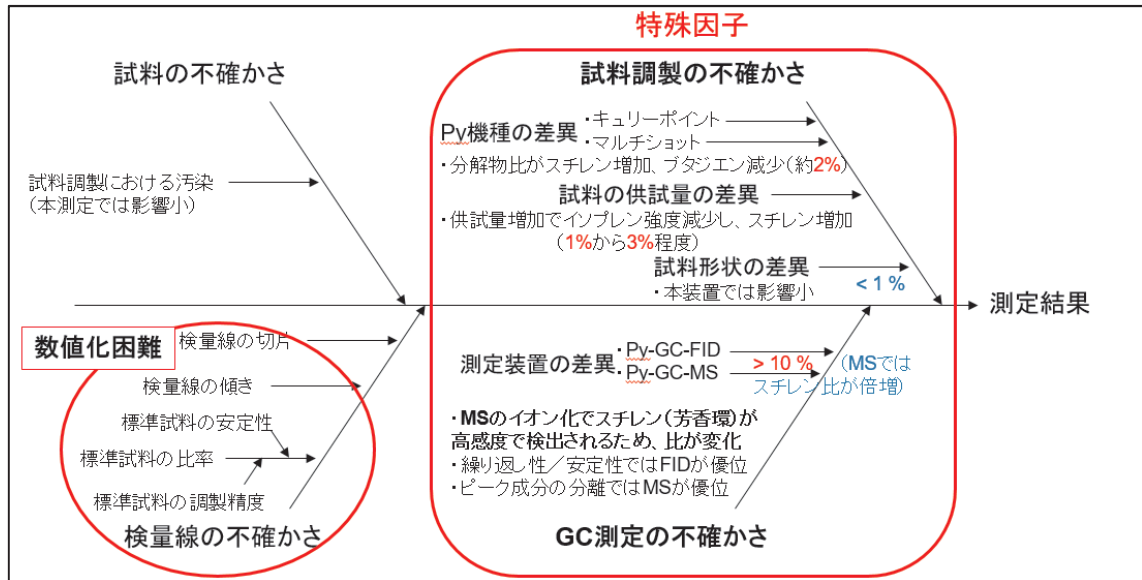 特殊因子
試料の不確かさ
試料調製の不確かさ
Py機種の差異
・キュリーポイント
・マルチショット
・分解物比がスチレン増加、ブタジエン減少（約2%）
試料調製における汚染
（本測定では影響小）
試料の供試量の差異
・供試量増加でイソプレン強度減少し、スチレン増加
（1%から3%程度）
試料形状の差異
・本装置では影響小
< 1 %
測定結果
数値化困難
検量線の切片
検量線の傾き
標準試料の安定性
標準試料の比率
標準試料の調製精度
検量線の不確かさ
測定装置の差異
・Py-GC-FID
・Py-GC-MS
> 10 %
（MSでは
スチレン比が倍増）
・MSのイオン化でスチレン（芳香環）が
高感度で検出されるため、比が変化
・繰り返し性／安定性ではFIDが優位
・ピーク成分の分離ではMSが優位
GC測定の不確かさ